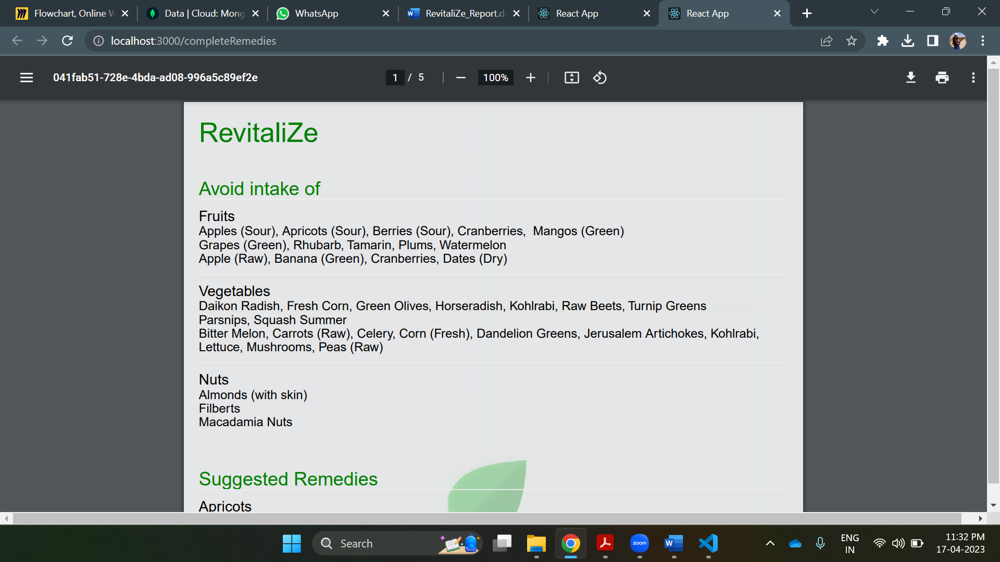 Flowchart, Online W
Data | Cloud: Mong
WhatsApp
RevitaliZe_Report.d
React App
React App
localhost:3000/completeRemedies
041fab51-728e-4bda-ad08-996a5c89ef2e
1 / 5
100%
RevitaliZe
Avoid intake of
Fruits
Apples (Sour), Apricots (Sour), Berries (Sour), Cranberries,  Mangos (Green)
Grapes (Green), Rhubarb, Tamarin, Plums, Watermelon
Apple (Raw), Banana (Green), Cranberries, Dates (Dry)
Vegetables
Daikon Radish, Fresh Corn, Green Olives, Horseradish, Kohlrabi, Raw Beets, Turnip Greens
Parsnips, Squash Summer
Bitter Melon, Carrots (Raw), Celery, Corn (Fresh), Dandelion Greens, Jerusalem Artichokes, Kohlrabi,
Lettuce, Mushrooms, Peas (Raw)
Nuts
Almonds (with skin)
Filberts
Macadamia Nuts
Suggested Remedies
Apricots
Search
zoom
W
ENG
IN
11:32 PM
17-04-2023